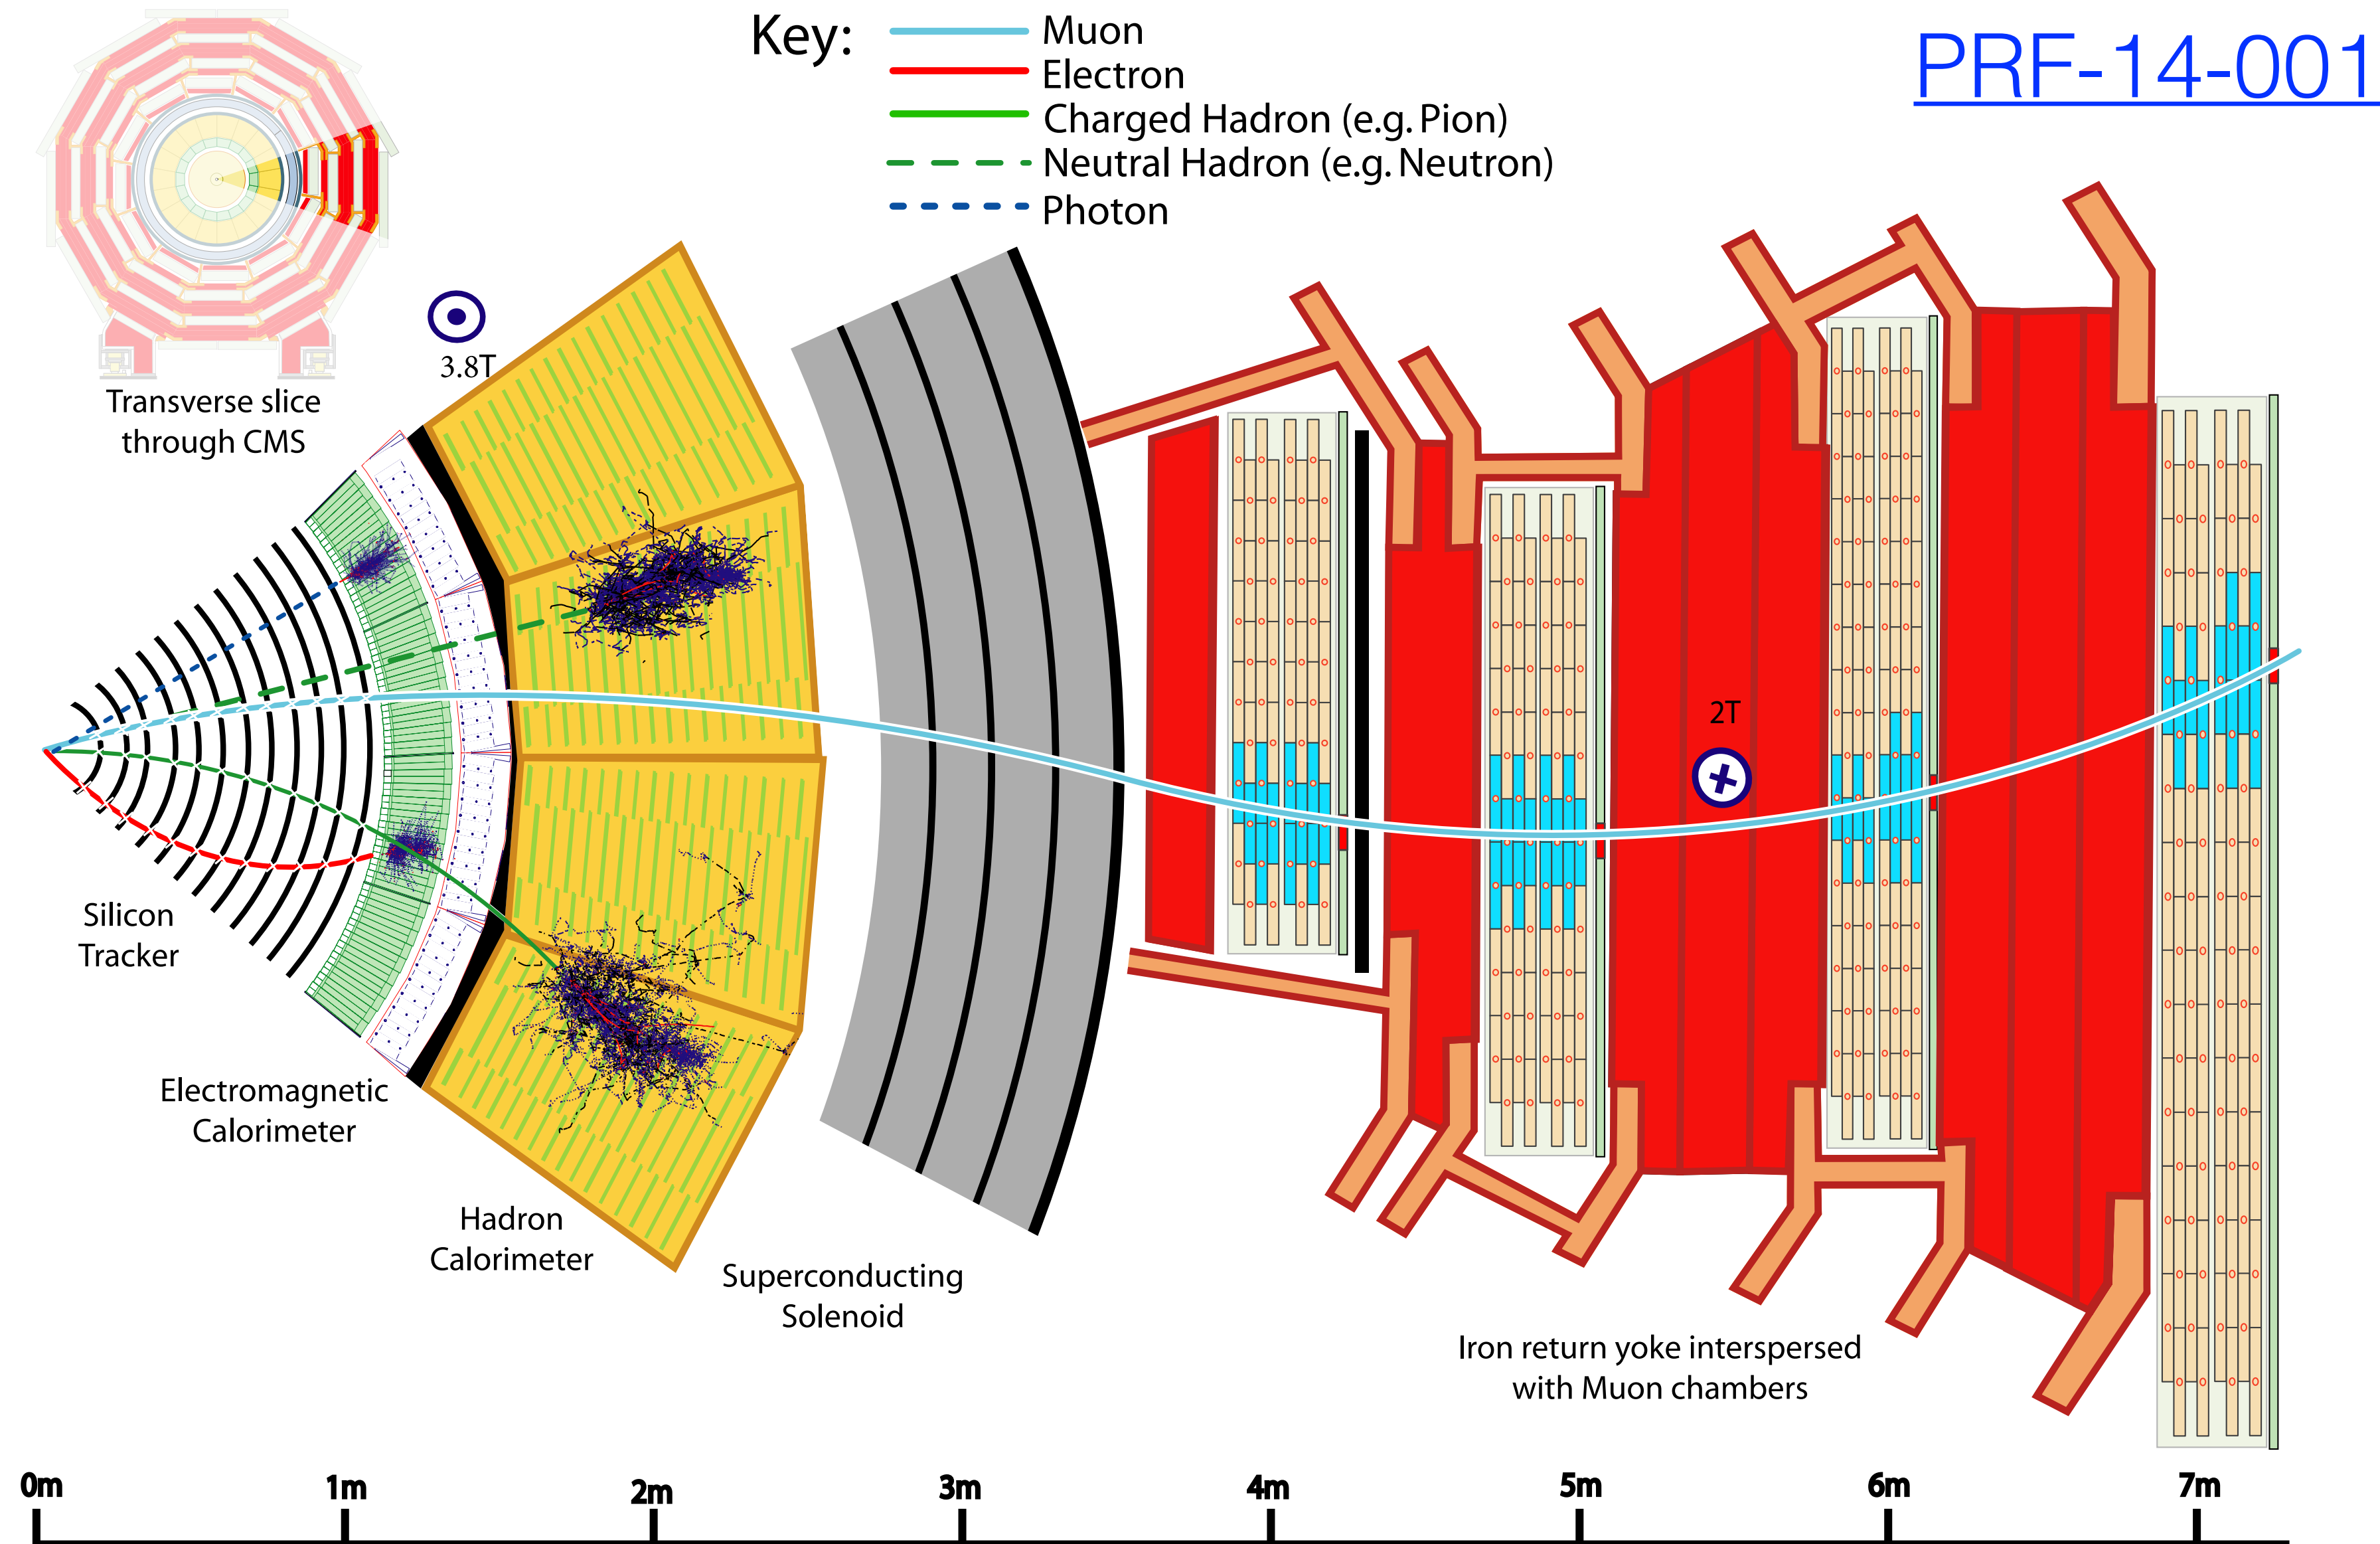 Key:
Muon
Electron
Charged Hadron (e.g. Pion)
Neutral Hadron (e.g. Neutron)
Photon
PRF-14-001
Transverse slice
through CMS
3.8T
2T
Silicon
Tracker
Electromagnetic
Calorimeter
Hadron
Calorimeter
Superconducting
Solenoid
Iron return yoke interspersed
with Muon chambers
0m 1m 2m 3m 4m 5m 6m 7m